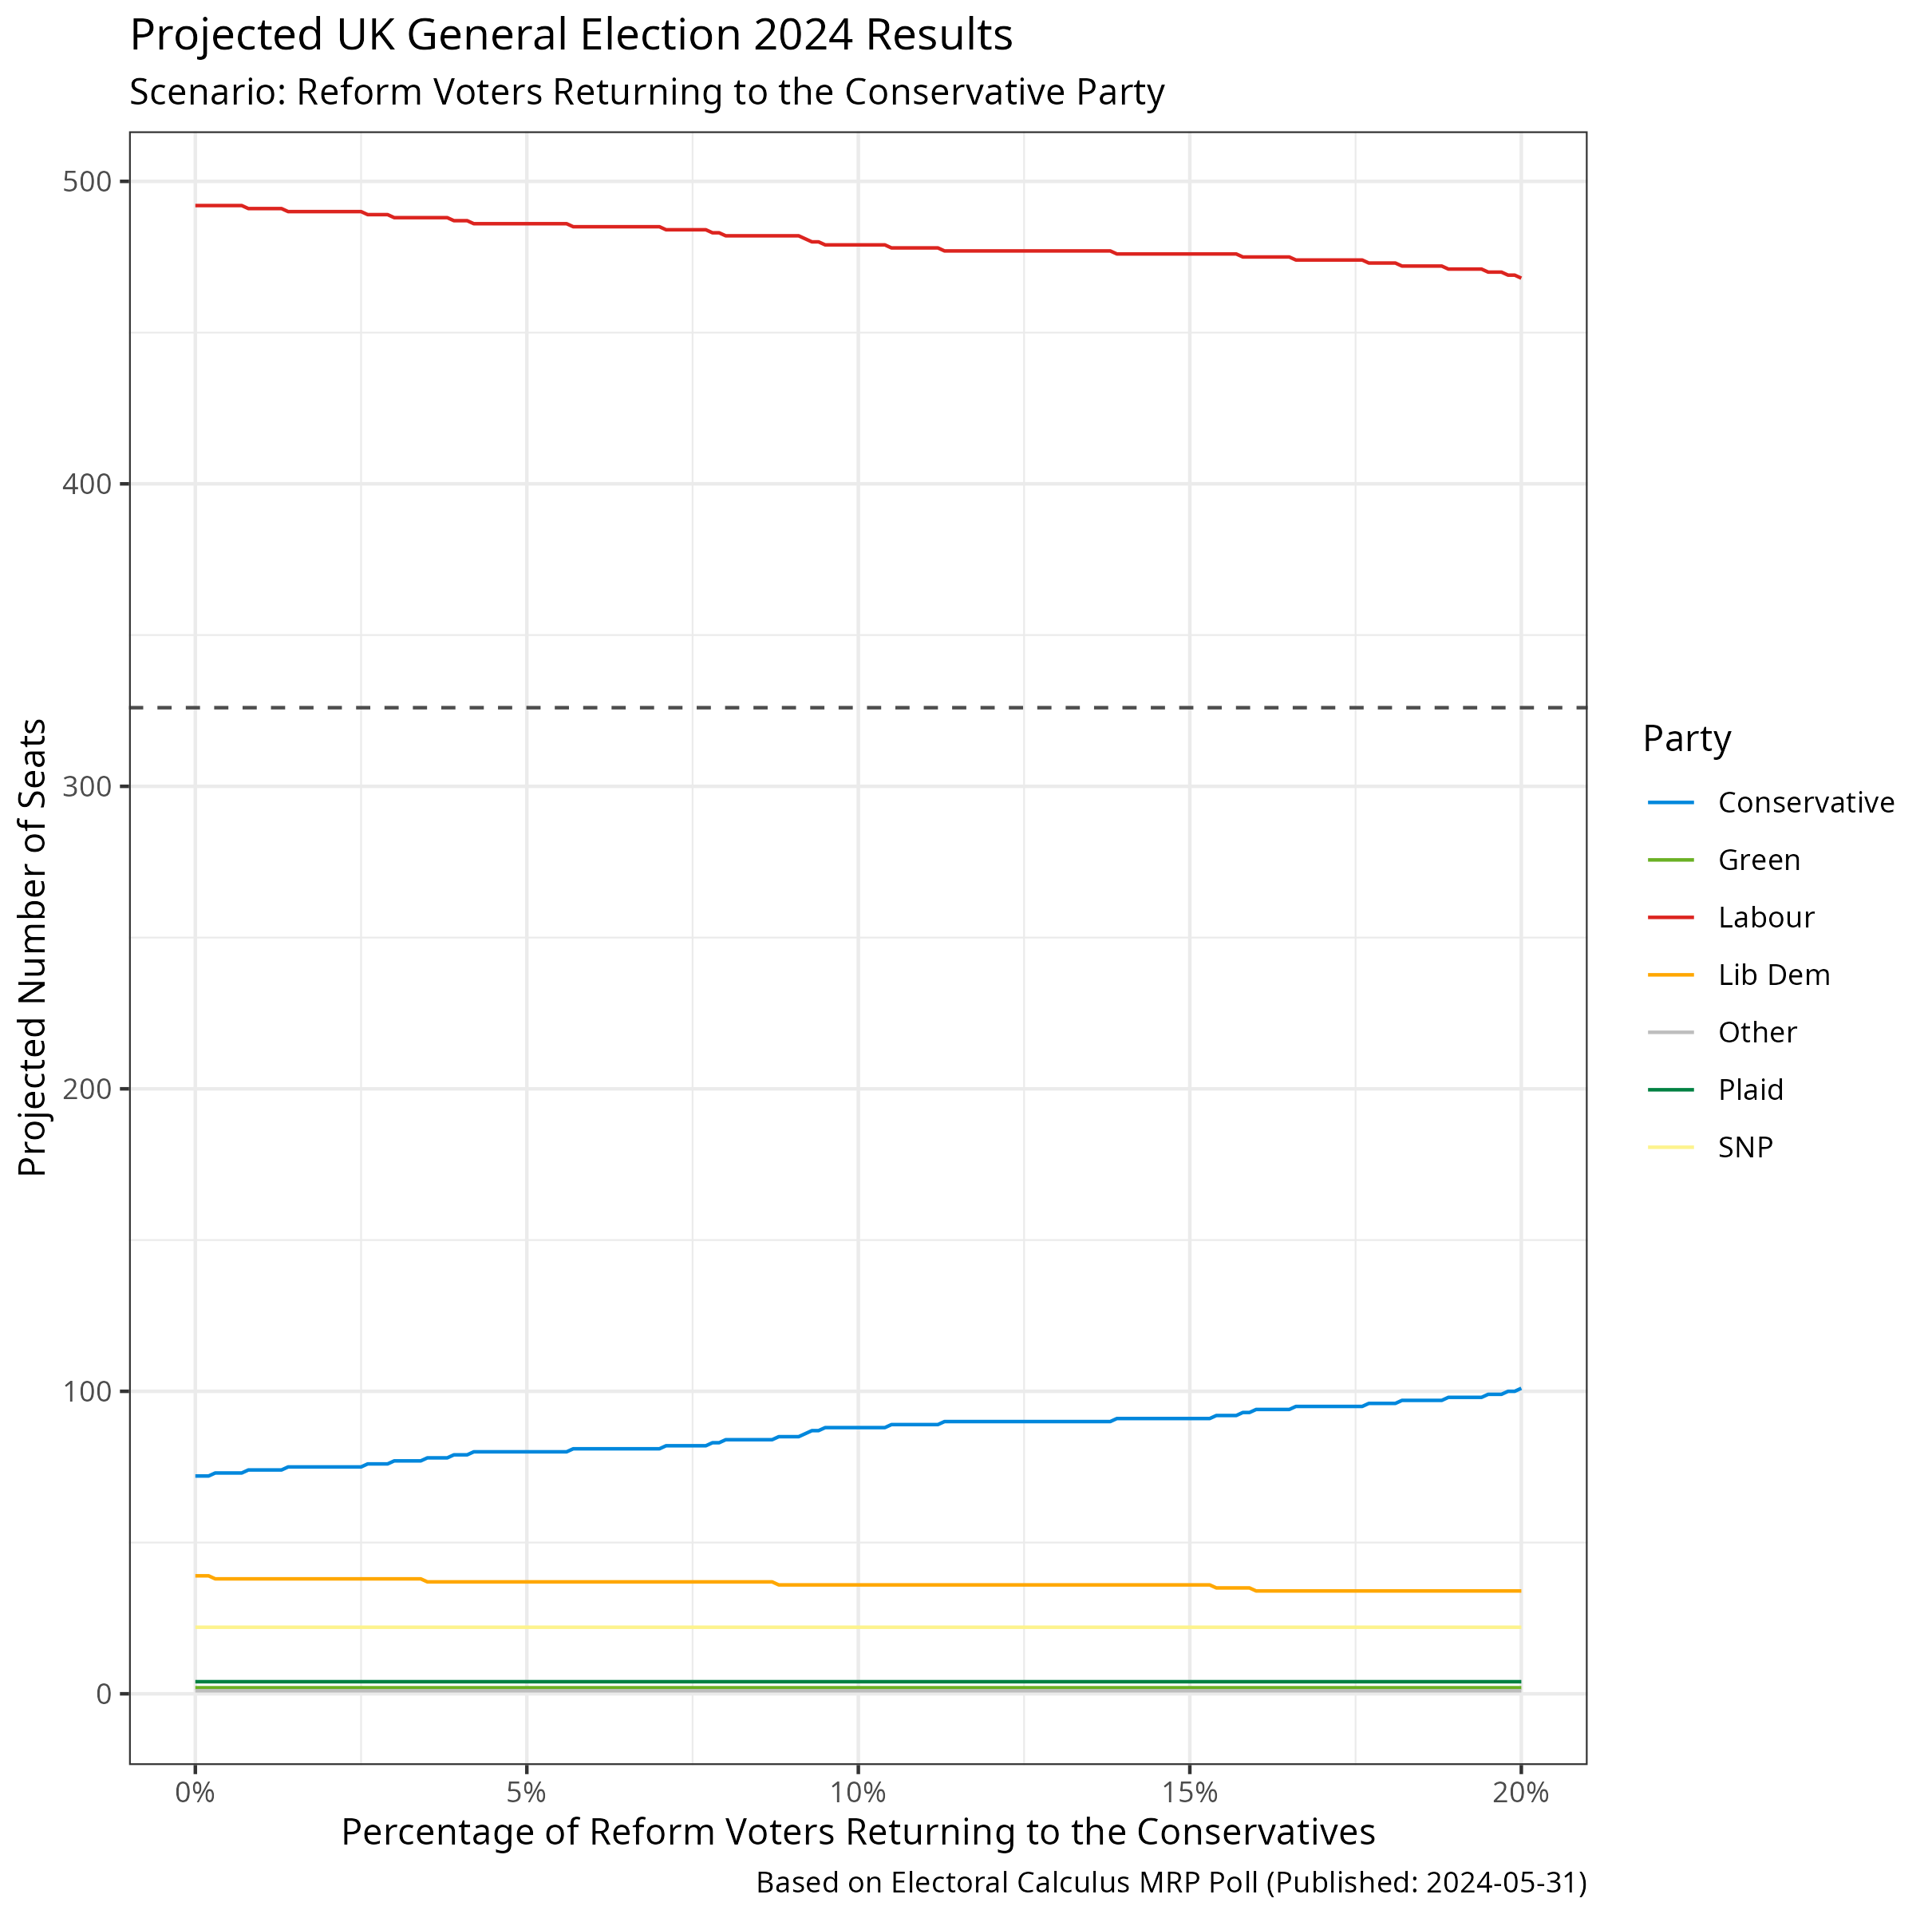 Projected UK General Election 2024 Results
Scenario: Reform Voters Returning to the Conservative Party
500
400
300
200
100
0
Projected Number of Seats
0% 5% 10% 15% 20%
Percentage of Reform Voters Returning to the Conservatives
Based on Electoral Calculus MRP Poll (Published: 2024-05-31)
Party
Conservative
Green
Labour
Lib Dem
Other
Plaid
SNP